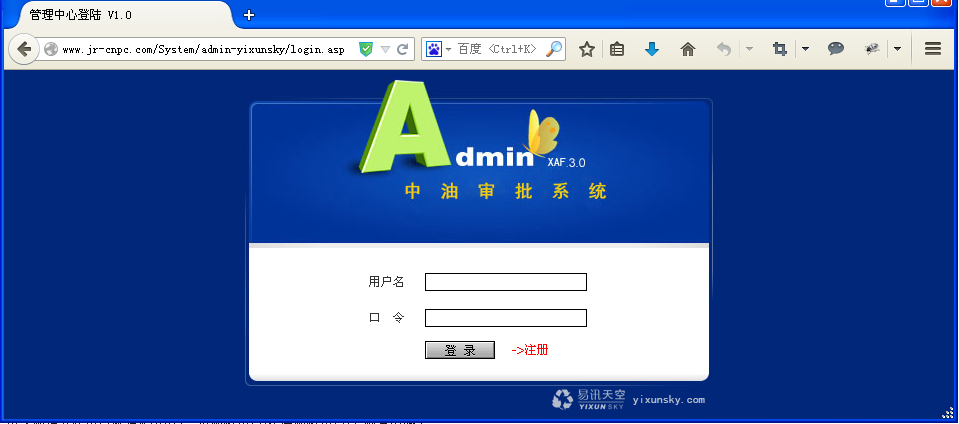 管理中心登陆 V1.0
www.jr-cnpc.com/System/admin-yixunsky/login.asp
百度 <Ctrl+K>
Admin XAF.3.0
中油审批系统
用户名
口 令
登 录 ->注册
易讯天空 YIXUN SKY yixunsky.com